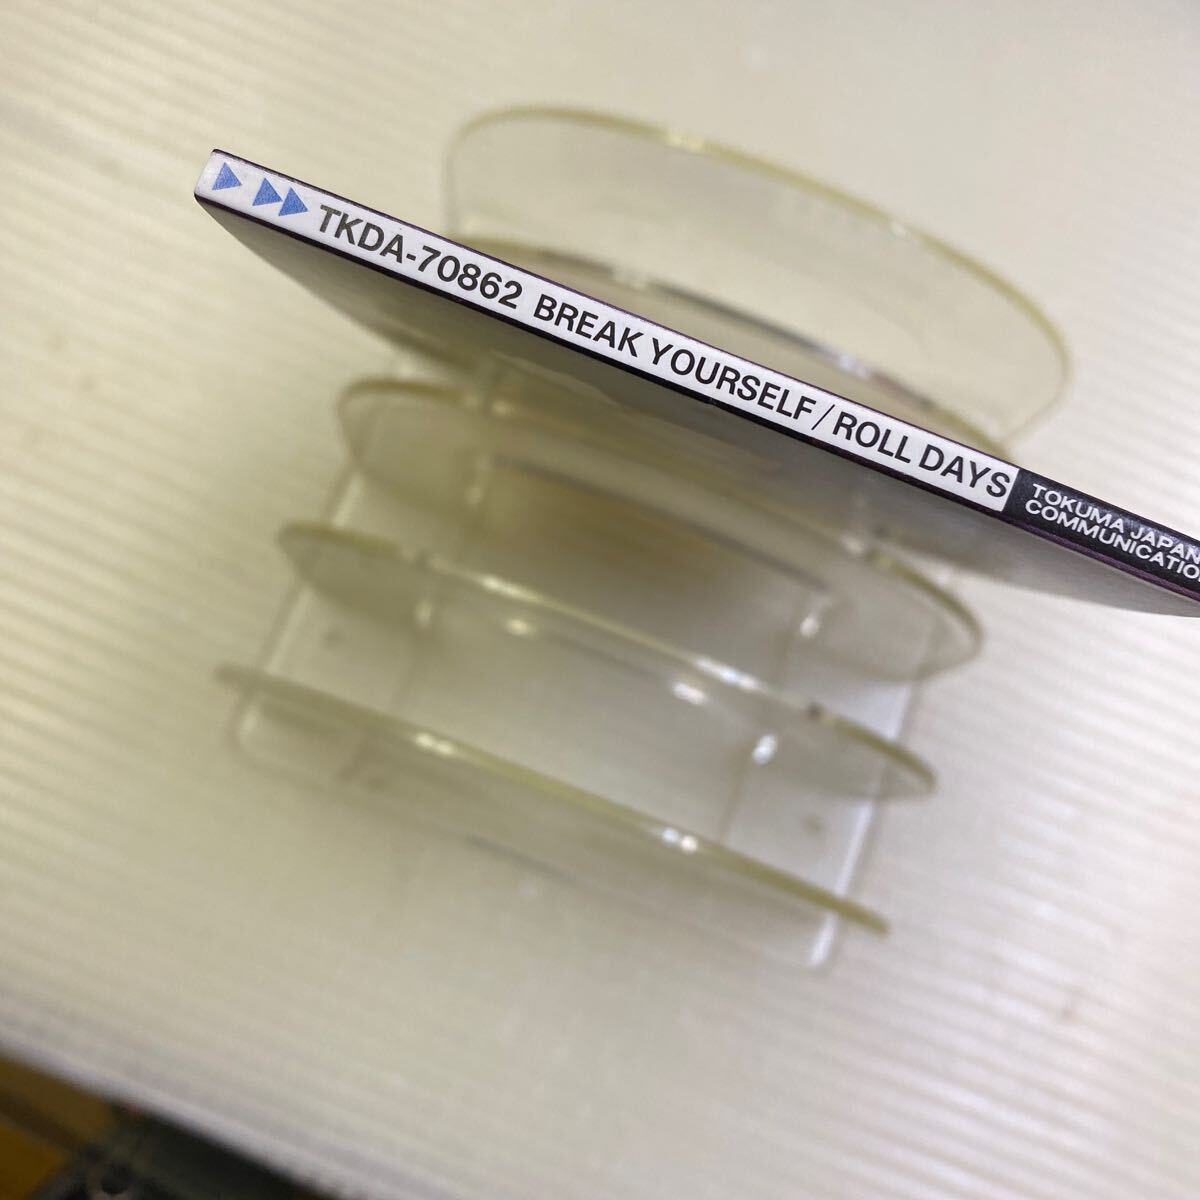 TKDA-70862 BREAK YOURSELF/ROLL DAYS
TOKUMA JAPAN
COMMUNICATIO